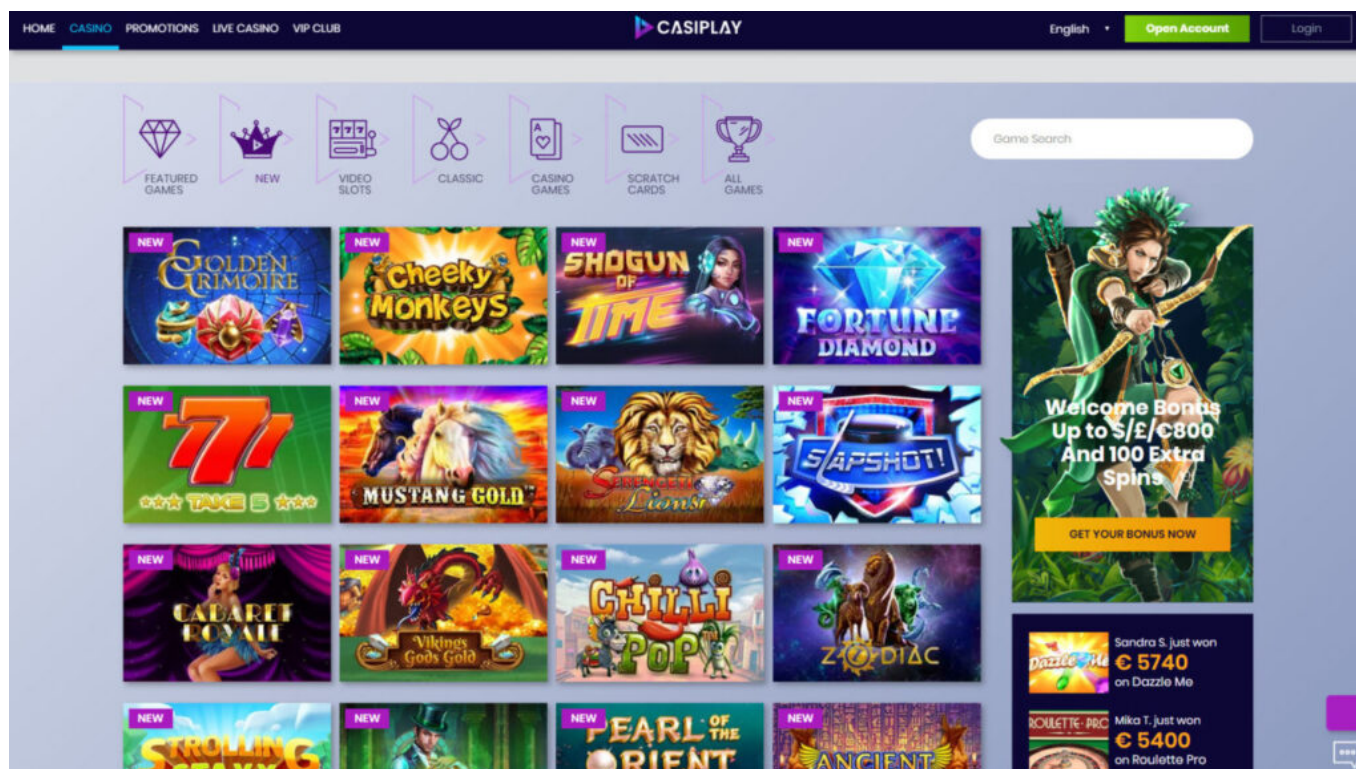 HOME CASINO PROMOTIONS LIVE CASINO VIP CLUB
CASIPLAY
English
Open Account
Login
FEATURED
GAMES
NEW
777
VIDEO
SLOTS
CLASSIC
A
CASINO
GAMES
SCRATCH
CARDS
ALL
GAMES
Game Search
NEW
GOLDEN
GRIMOIRE
NEW
Cheeky
Monkeys
NEW
SHOGUN
OF
TIME
NEW
FORTUNE
DIAMOND
NEW
777
TAKE 5
NEW
MUSTANG GOLD
NEW
SERENGETI
Lions
NEW
SLAPSHOT!
Welcome Bonus
Up to $/£/€800
And 100 Extra
Spins
GET YOUR BONUS NOW
NEW
CABARET
ROYALE
NEW
Vikings
Gods Gold
NEW
CHILLI
POP
NEW
ZODIAC
Dazzle Me
Sandra S. just won
€ 5740
on Dazzle Me
ROULETTE PRO
Mika T. just won
€ 5400
on Roulette Pro
NEW
STROLLING
STAXX
NEW
NEW
PEARL OF THE
ORIENT
NEW
ANCIENT